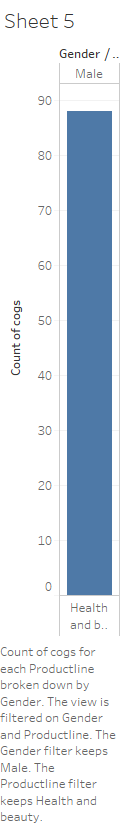 Sheet 5
Gender / ..
Male
90
80
70
60
50
40
30
20
10
0
Count of cogs
Health
and b..
Count of cogs for
each Productline
broken down by
Gender. The view is
filtered on Gender
and Productline. The
Gender filter keeps
Male. The
Productline filter
keeps Health and
beauty.